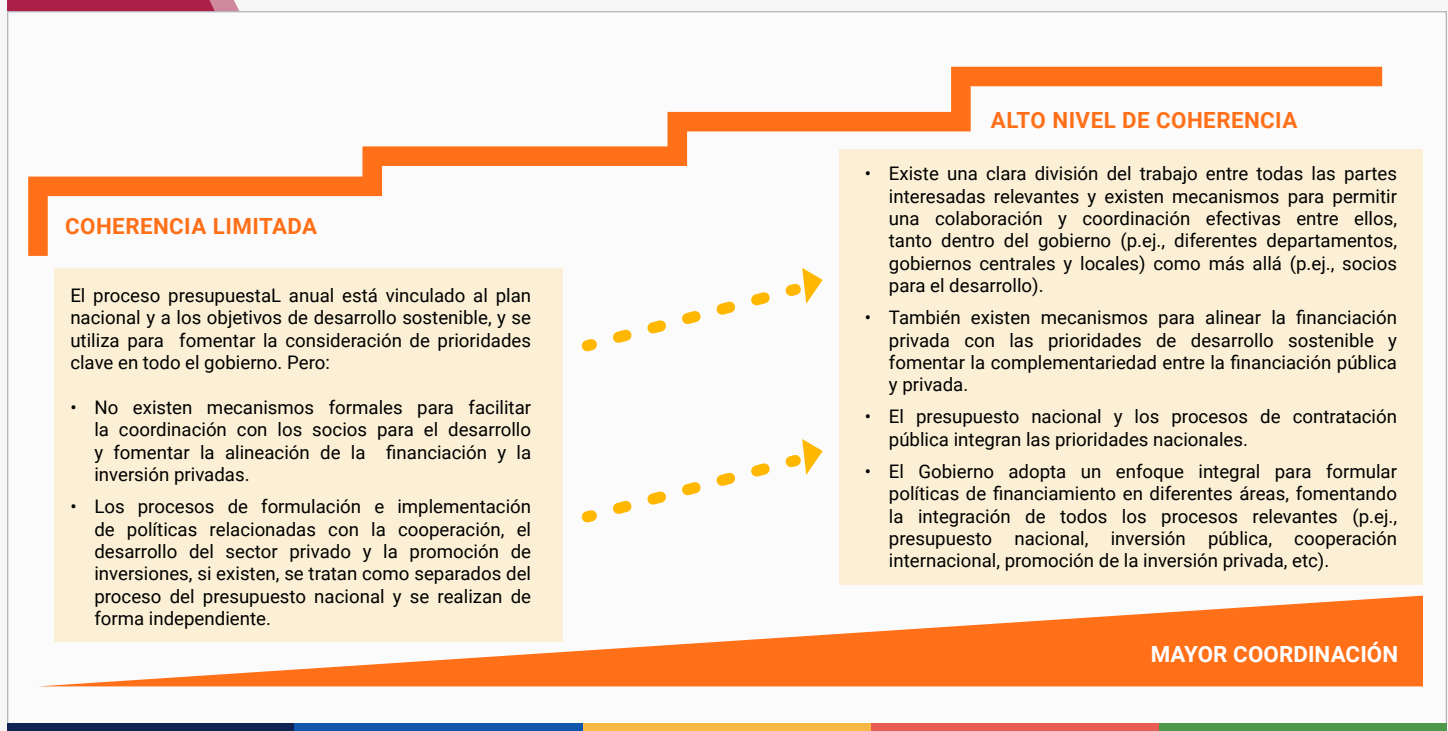 COHERENCIA LIMITADA
El proceso presupuestaL anual está vinculado al plan
nacional y a los objetivos de desarrollo sostenible, y se
utiliza para fomentar la consideración de prioridades
clave en todo el gobierno. Pero:
• No existen mecanismos formales para facilitar
la coordinación con los socios para el desarrollo
y fomentar la alineación de la financiación y la
inversión privadas.
• Los procesos de formulación e implementación
de políticas relacionadas con la cooperación, el
desarrollo del sector privado y la promoción de
inversiones, si existen, se tratan como separados del
proceso del presupuesto nacional y se realizan de
forma independiente.
ALTO NIVEL DE COHERENCIA
• Existe una clara división del trabajo entre todas las partes
interesadas relevantes y existen mecanismos para permitir
una colaboración y coordinación efectivas entre ellos,
tanto dentro del gobierno (p.ej., diferentes departamentos,
gobiernos centrales y locales) como más allá (p.ej., socios
para el desarrollo).
• También existen mecanismos para alinear la financiación
privada con las prioridades de desarrollo sostenible y
fomentar la complementariedad entre la financiación pública
y privada.
• El presupuesto nacional y los procesos de contratación
pública integran las prioridades nacionales.
• El Gobierno adopta un enfoque integral para formular
políticas de financiamiento en diferentes áreas, fomentando
la integración de todos los procesos relevantes (p.ej.,
presupuesto nacional, inversión pública, cooperación
internacional, promoción de la inversión privada, etc).
MAYOR COORDINACIÓN